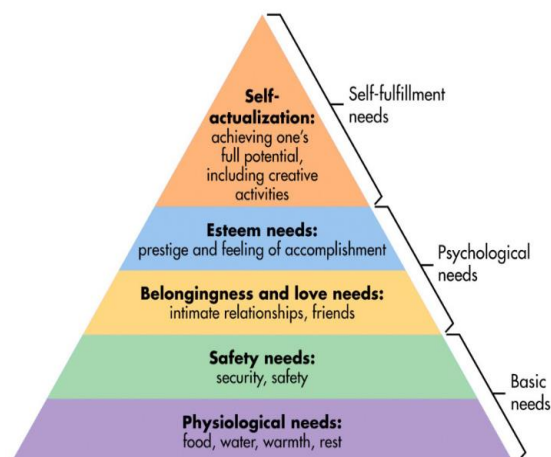 Self-
actualization:
achieving one's
full potential,
including creative
activities
Self-fulfillment
needs
Esteem needs:
prestige and feeling of accomplishment
Belongingness and love needs:
intimate relationships, friends
Psychological
needs
Safety needs:
security, safety
Physiological needs:
food, water, warmth, rest
Basic
needs